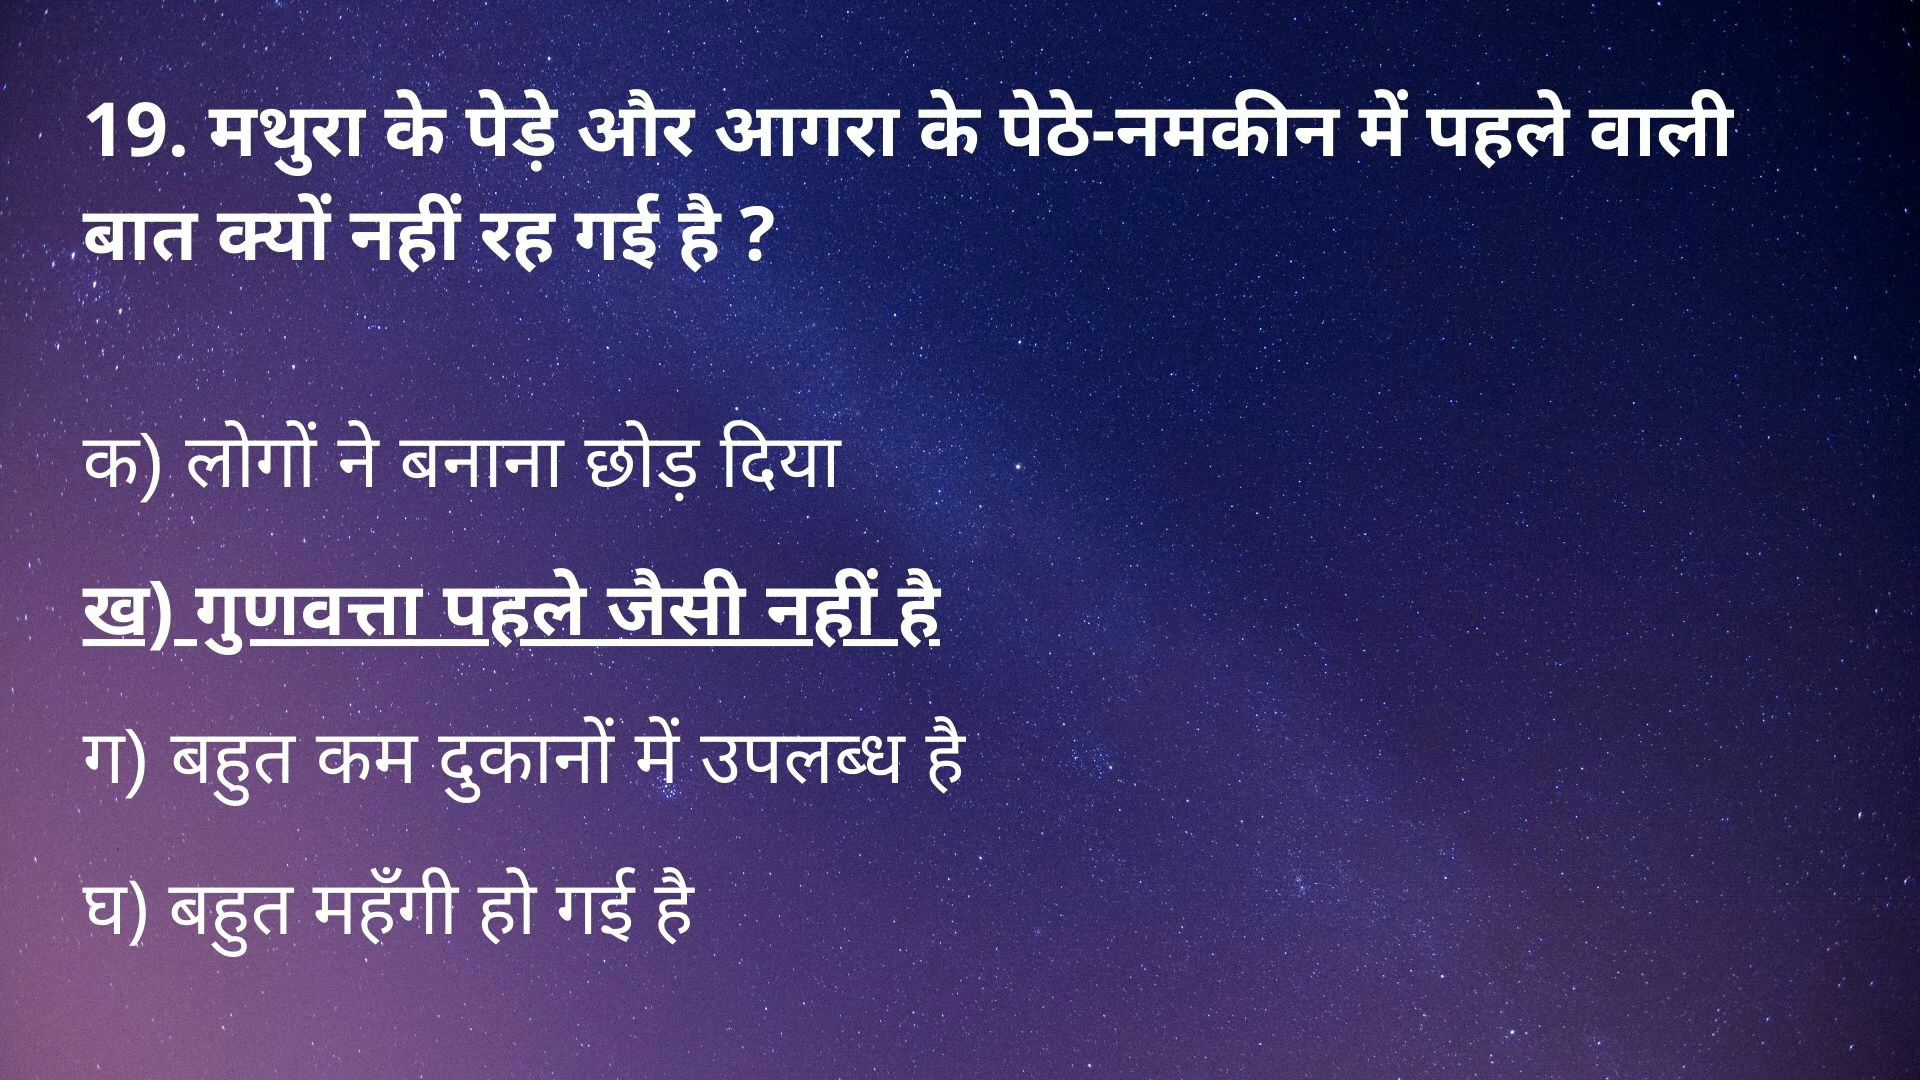 19. मथुरा के पेड़े और आगरा के पेठे-नमकीन में पहले वाली
बात क्यों नहीं रह गई है ?
क) लोगों ने बनाना छोड़ दिया
ख) गुणवत्ता पहले जैसी नहीं है
ग) बहुत कम दुकानों में उपलब्ध है
घ) बहुत महँगी हो गई है